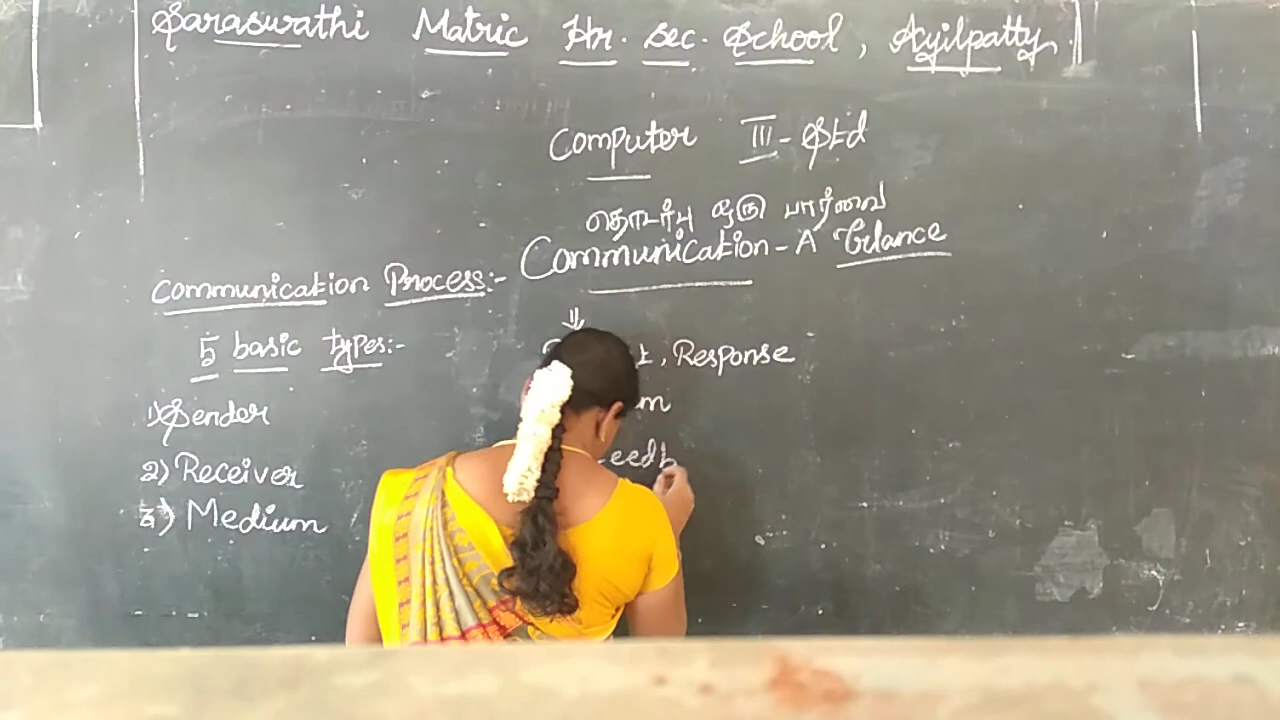 Saraswathi Matric Hr. Sec. School, Ayilpatty.
Computer III - Std
தொடர்பு ஒரு பார்வை
Communication - A Glance
Communication Process:-
5 basic types:-
1) Sender
2) Receiver
3) Medium
⇓
, Response
eedb